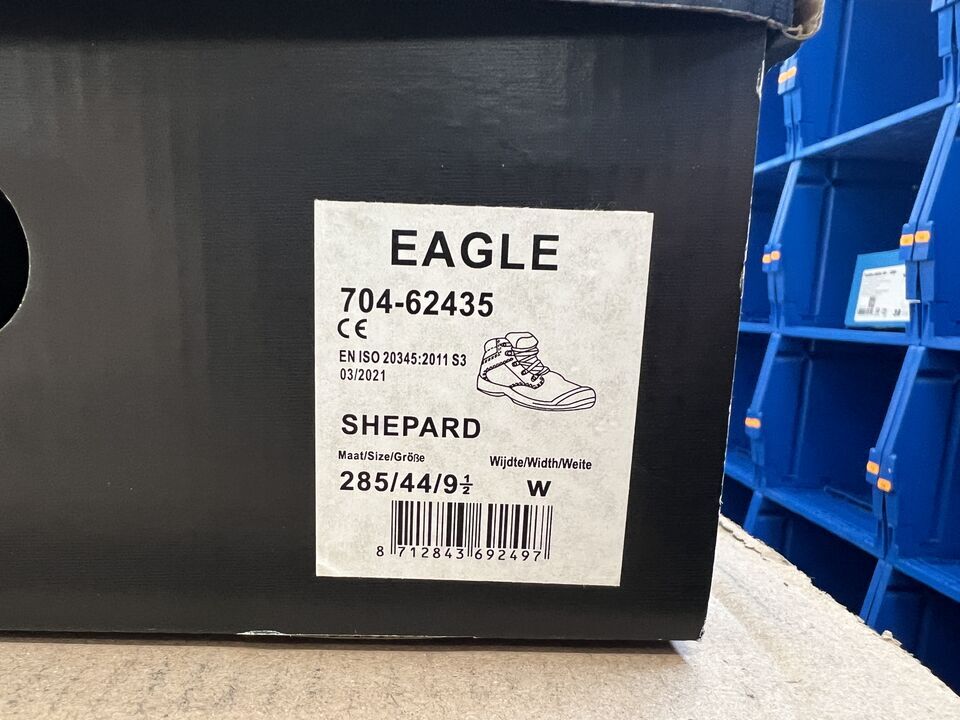 EAGLE
704-62435
CE
EN ISO 20345:2011 S3
03/2021
SHEPARD
Maat/Size/Größe Wijdte/Width/Weite
285/44/9½ W
8 712843 692497